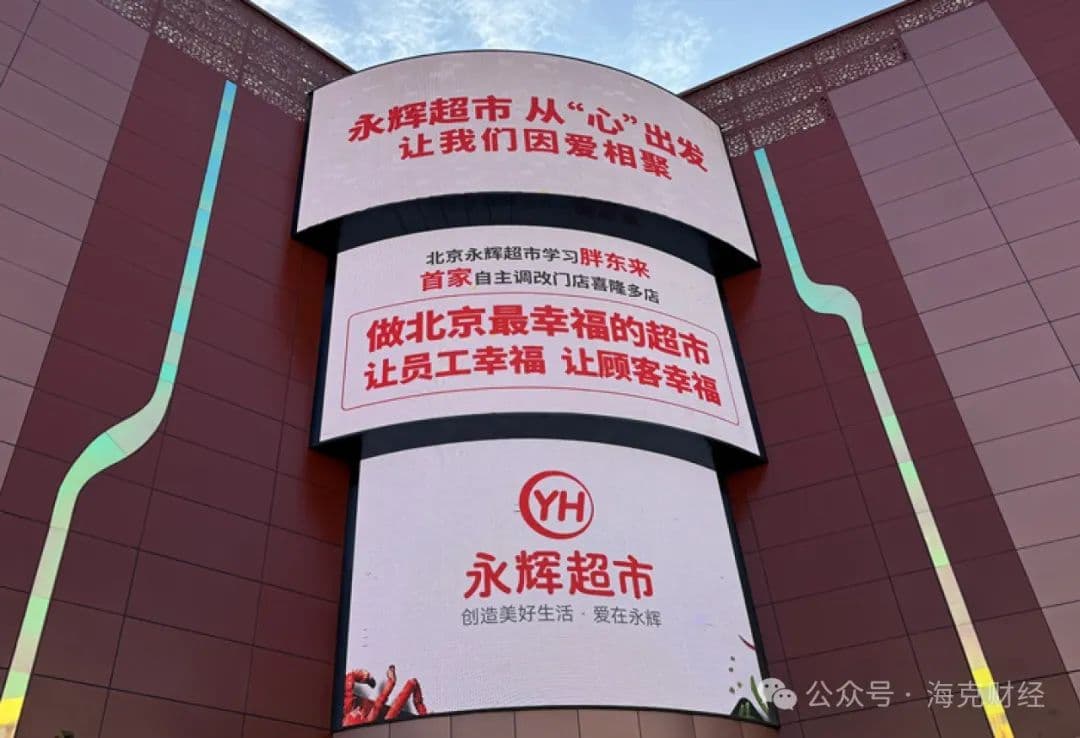 永辉超市 从“心”出发
让我们因爱相聚
北京永辉超市学习胖东来
首家自主调改门店喜隆多店
做北京最幸福的超市
让员工幸福 让顾客幸福
YH
永辉超市
创造美好生活·爱在永辉
公众号·海克财经